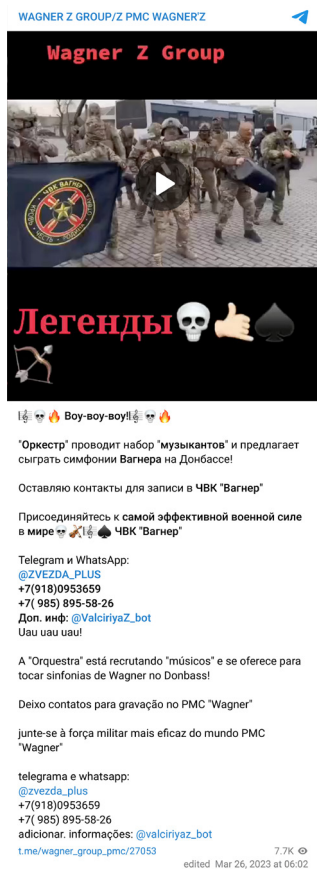 WAGNER Z GROUP/Z PMC WAGNER'Z
Wagner Z Group
ЧВК ВАГНЕР
Легенды💀🤙🏻♠️
🏹
🎼💀🔥 Воу-воу-воу!🎼💀🔥
"Оркестр" проводит набор "музыкантов" и предлагает
сыграть симфонии Вагнера на Донбассе!
Оставляю контакты для записи в ЧВК "Вагнер"
Присоединяйтесь к самой эффективной военной силе
в мире💀🎻🎼♠️ ЧВК "Вагнер"
Telegram и WhatsApp:
@ZVEZDA_PLUS
+7(918)0953659
+7( 985) 895-58-26
Доп. инф: @ValciriyaZ_bot
Uau uau uau!
A "Orquestra" está recrutando "músicos" e se oferece para
tocar sinfonias de Wagner no Donbass!
Deixo contatos para gravação no PMC "Wagner"
junte-se à força militar mais eficaz do mundo PMC
"Wagner"
telegrama e whatsapp:
@zvezda_plus
+7(918)0953659
+7( 985) 895-58-26
adicionar. informações: @valciriyaz_bot
t.me/wagner_group_pmc/27053 7.7K
edited Mar 26, 2023 at 06:02